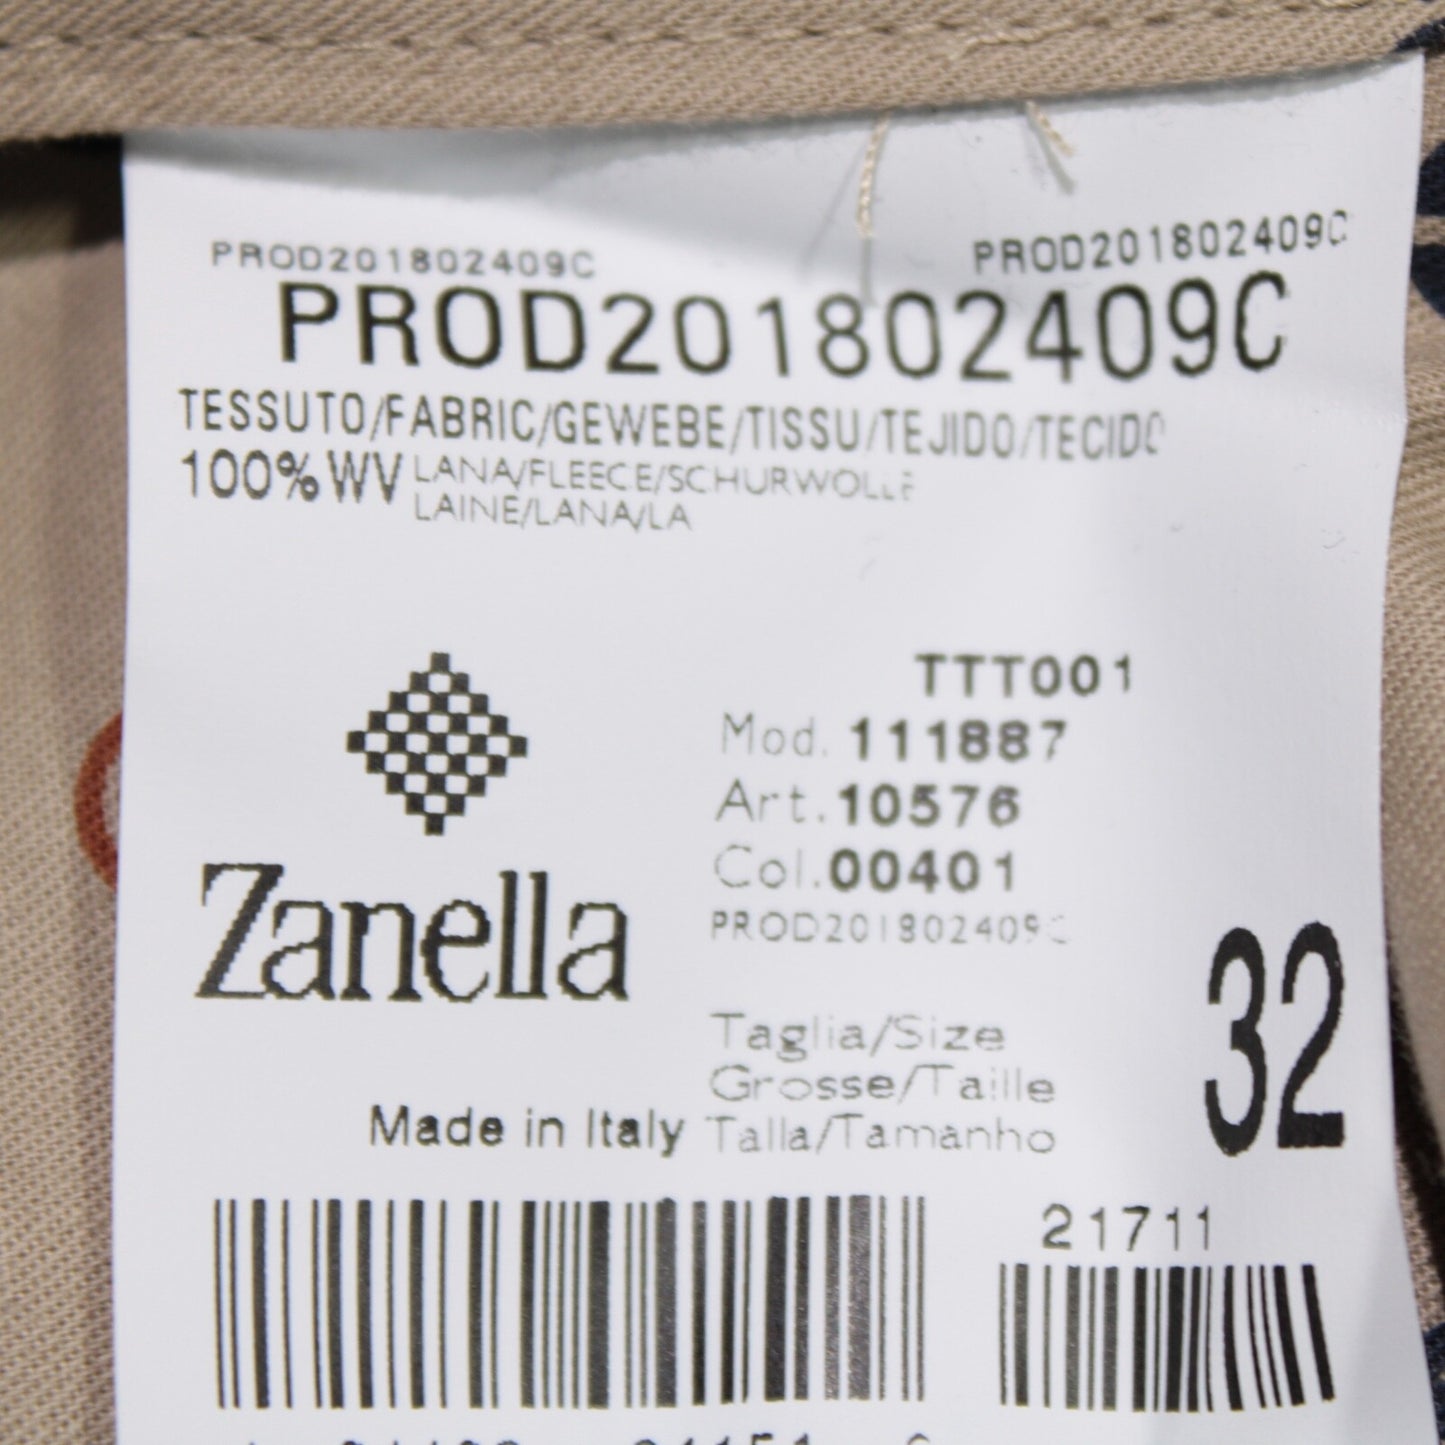 PROD201802409C PROD201802409C
PROD201802409C
TESSUTO/FABRIC/GEWEBE/TISSU/TEJIDO/TECIDO
100%WV LANA/FLEECE/SCHURWOLLE
LAINE/LANA/LA
TTT001
Mod. 111887
Art. 10576
Col. 00401
PROD201802409C
Zanella
Taglia/Size
Grosse/Taille
Talla/Tamanho
32
Made in Italy
21711